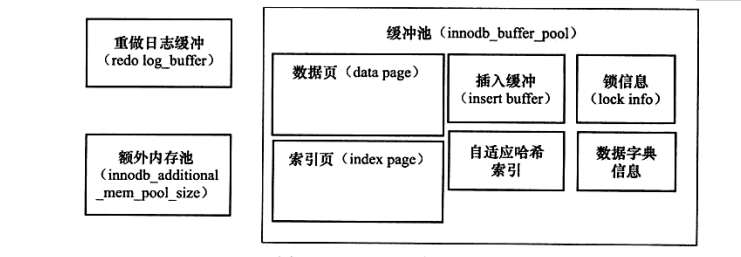 重做日志缓冲
（redo log_buffer）
额外内存池
（innodb_additional
_mem_pool_size）
缓冲池（innodb_buffer_pool）
数据页（data page）
插入缓冲
（insert buffer）
锁信息
（lock info）
索引页（index page）
自适应哈希
索引
数据字典
信息